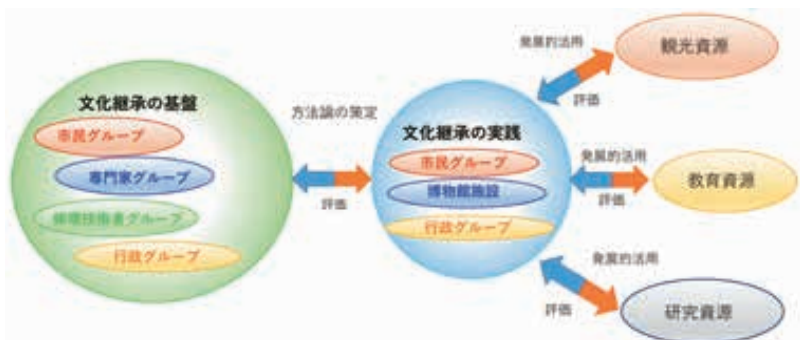 文化継承の基盤
市民グループ
専門家グループ
技術者グループ
行政グループ
方法論の策定
評価
文化継承の実践
市民グループ
博物館施設
行政グループ
発展的活用
評価
観光資源
発展的活用
評価
教育資源
発展的活用
評価
研究資源